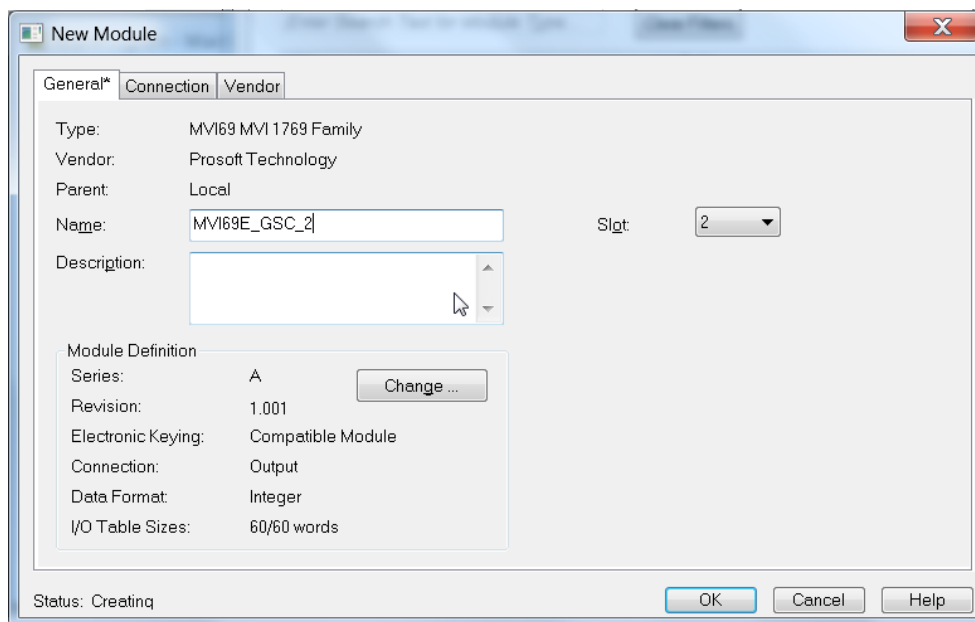 New Module
General* Connection Vendor
Type: MVI69 MVI 1769 Family
Vendor: Prosoft Technology
Parent: Local
Name: MVI69E_GSC_2 Slot: 2
Description:
Module Definition
Series: A Change ...
Revision: 1.001
Electronic Keying: Compatible Module
Connection: Output
Data Format: Integer
I/O Table Sizes: 60/60 words
Status: Creating OK Cancel Help